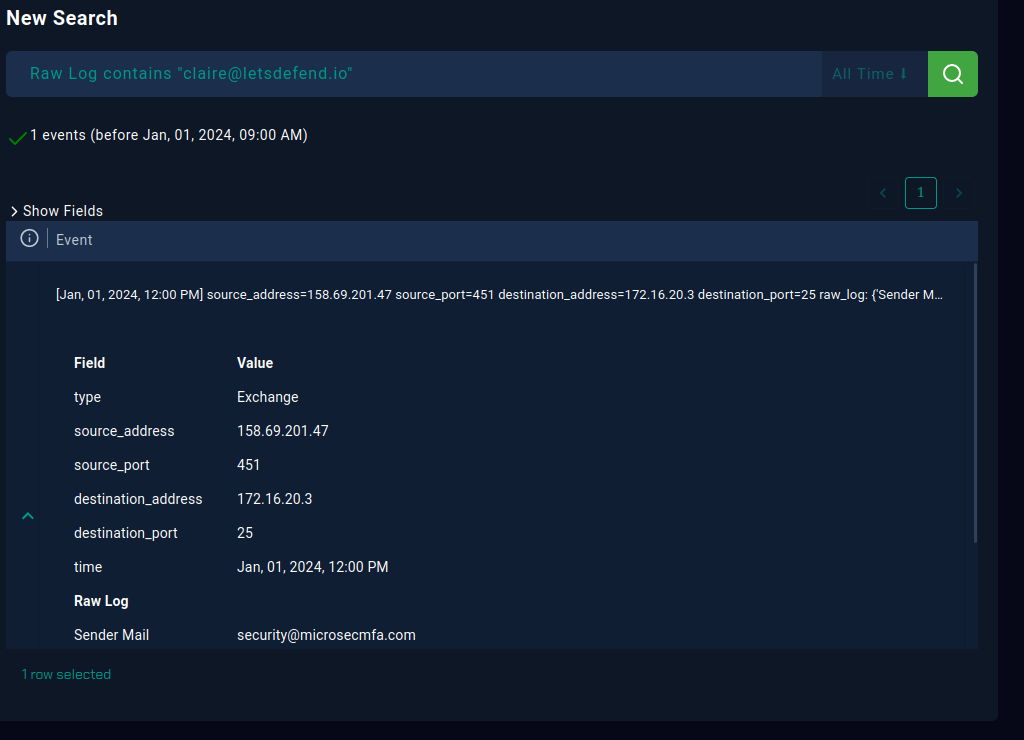 New Search
Raw Log contains "claire@letsdefend.io"
All Time
1 events (before Jan, 01, 2024, 09:00 AM)
1
Show Fields
Event
[Jan, 01, 2024, 12:00 PM] source_address=158.69.201.47 source_port=451 destination_address=172.16.20.3 destination_port=25 raw_log: {'Sender M...
Field Value
type Exchange
source_address 158.69.201.47
source_port 451
destination_address 172.16.20.3
destination_port 25
time Jan, 01, 2024, 12:00 PM
Raw Log
Sender Mail security@microsecmfa.com
1 row selected